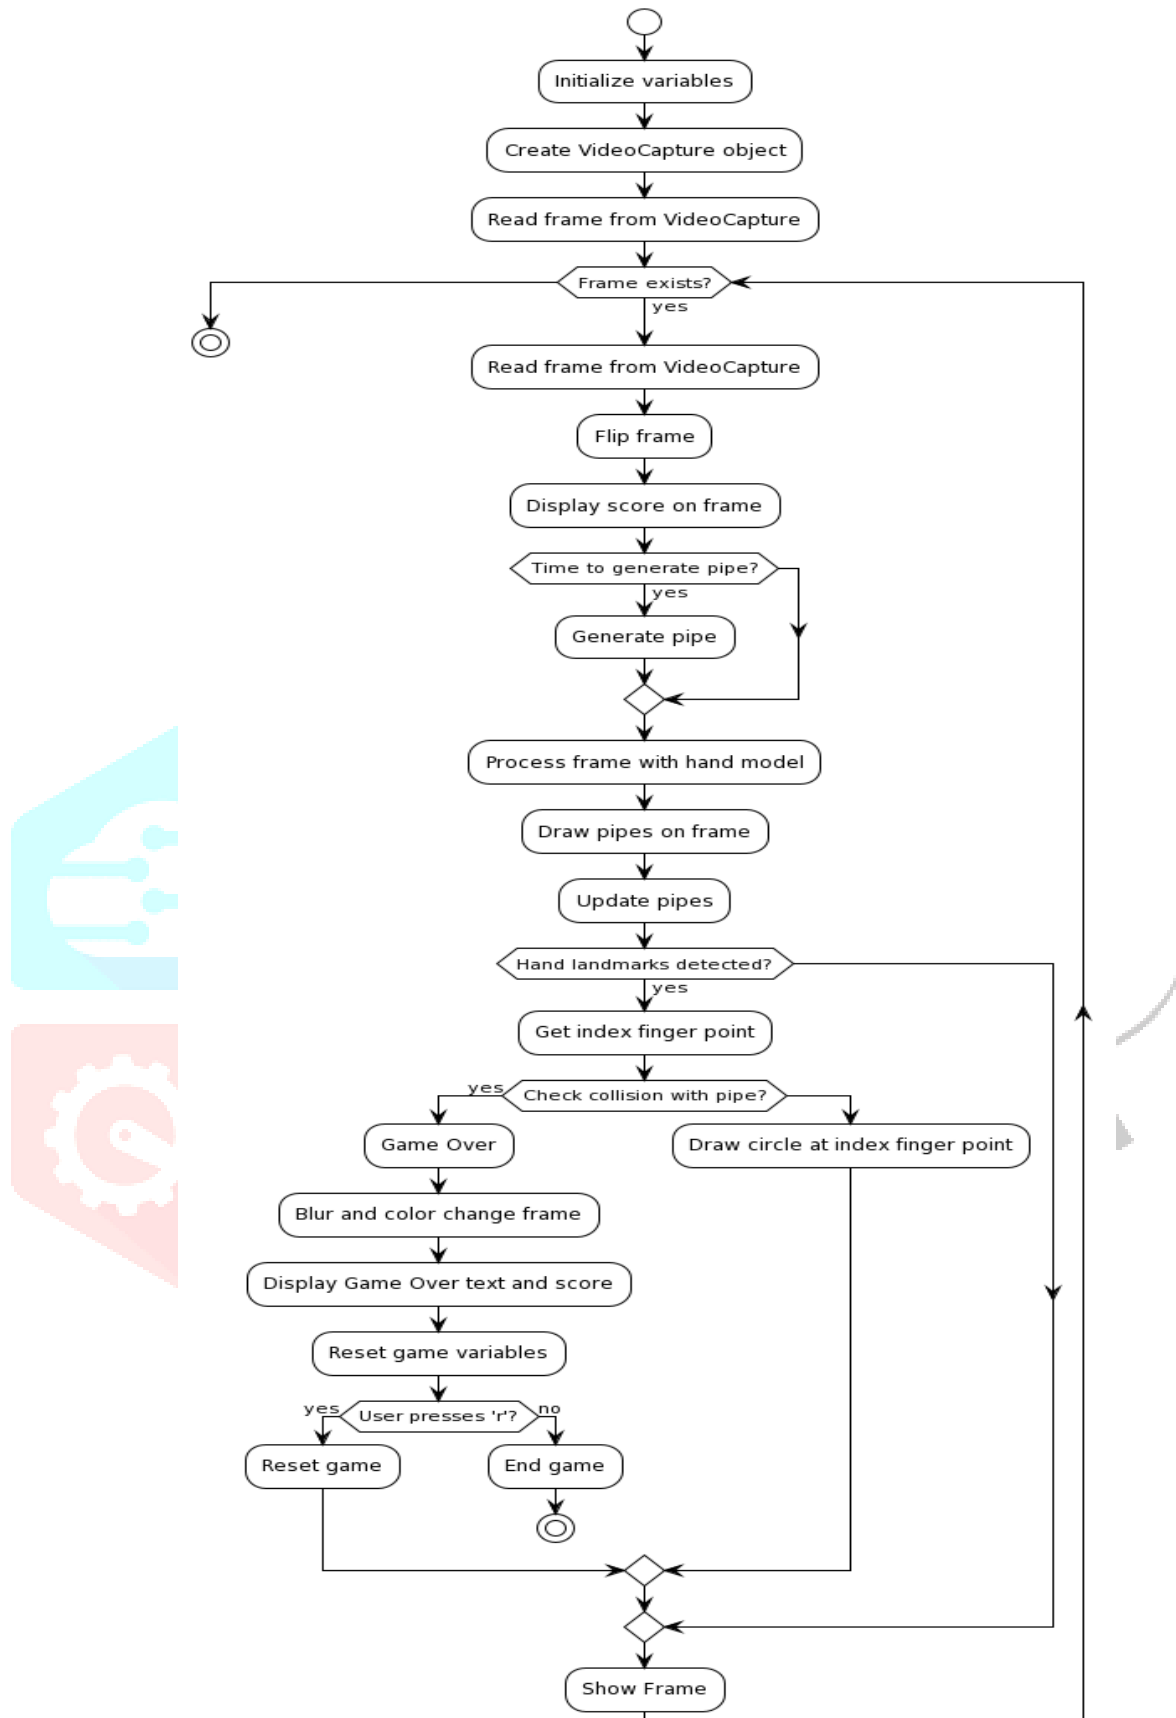 Initialize variables
Create VideoCapture object
Read frame from VideoCapture
Frame exists?
yes
Read frame from VideoCapture
Flip frame
Display score on frame
Time to generate pipe?
yes
Generate pipe
Process frame with hand model
Draw pipes on frame
Update pipes
Hand landmarks detected?
yes
Get index finger point
yes
Check collision with pipe?
Game Over
Draw circle at index finger point
Blur and color change frame
Display Game Over text and score
Reset game variables
yes
User presses 'r'?
no
Reset game
End game
Show Frame